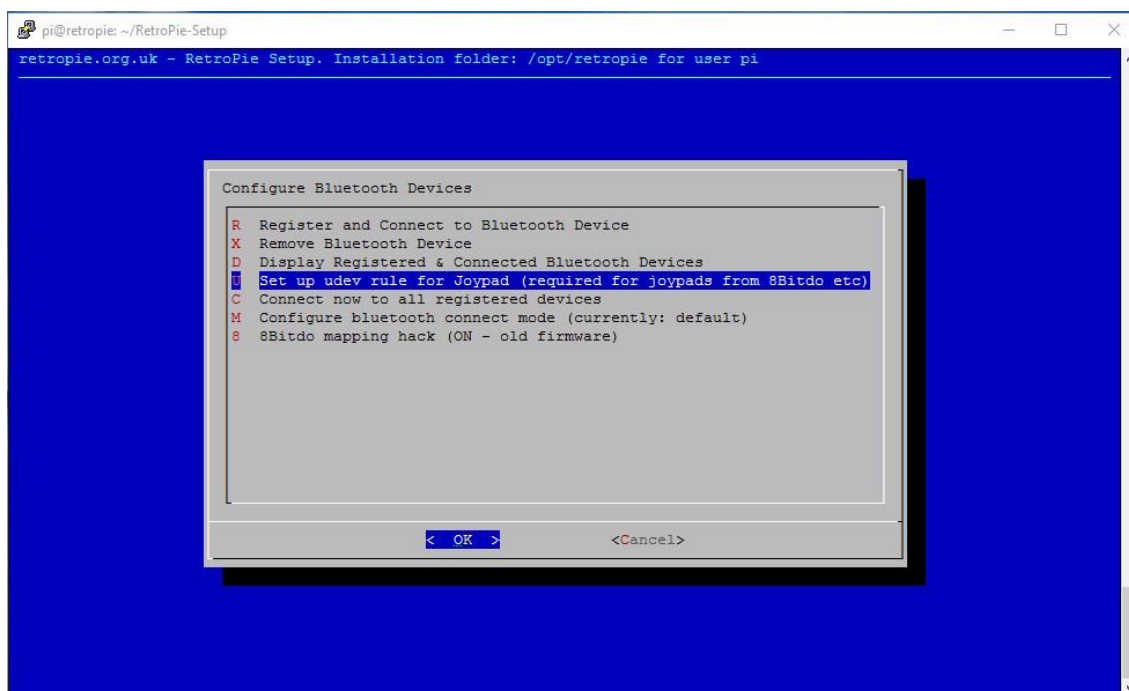 pi@retropie: ~/RetroPie-Setup
retropie.org.uk - RetroPie Setup. Installation folder: /opt/retropie for user pi
Configure Bluetooth Devices
R Register and Connect to Bluetooth Device
X Remove Bluetooth Device
D Display Registered & Connected Bluetooth Devices
U Set up udev rule for Joypad (required for joypads from 8Bitdo etc)
C Connect now to all registered devices
M Configure bluetooth connect mode (currently: default)
8 8Bitdo mapping hack (ON - old firmware)
< OK > <Cancel>